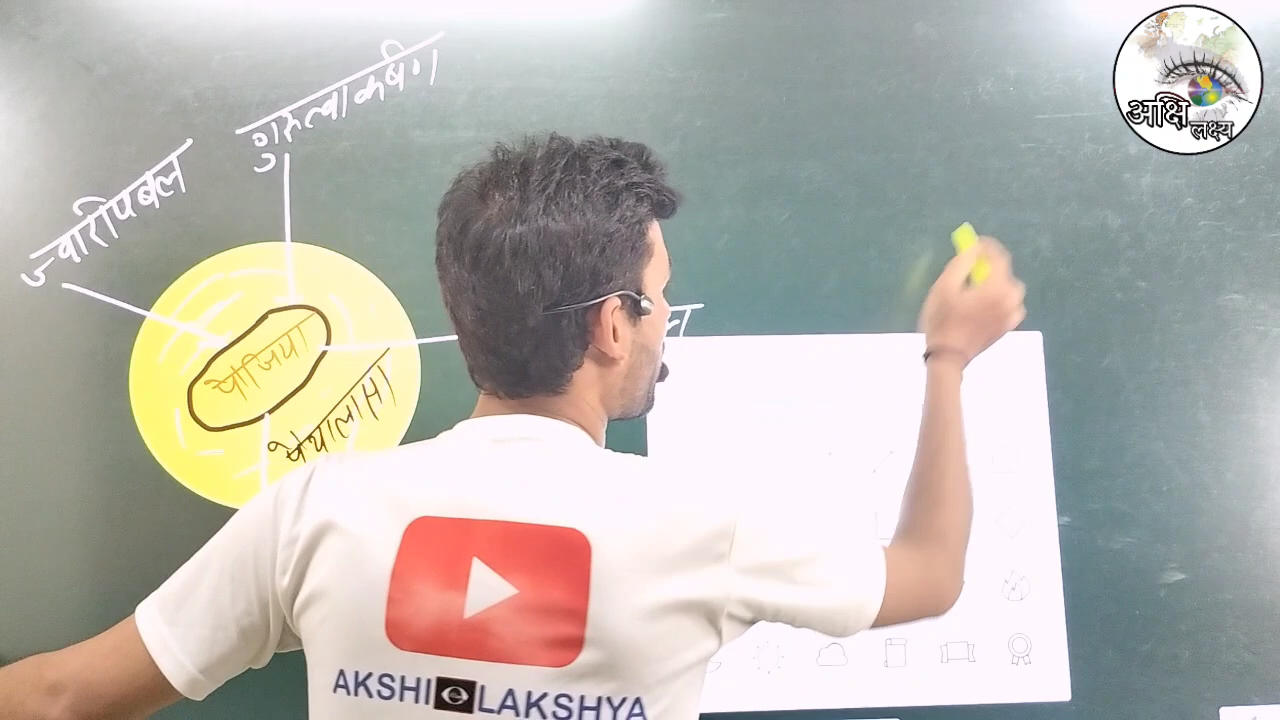 गुरुत्वाकर्षण
ज्वारीयबल
पेंजिया
पैंथालासा
अक्षि
लक्ष्य
AKSHI LAKSHYA